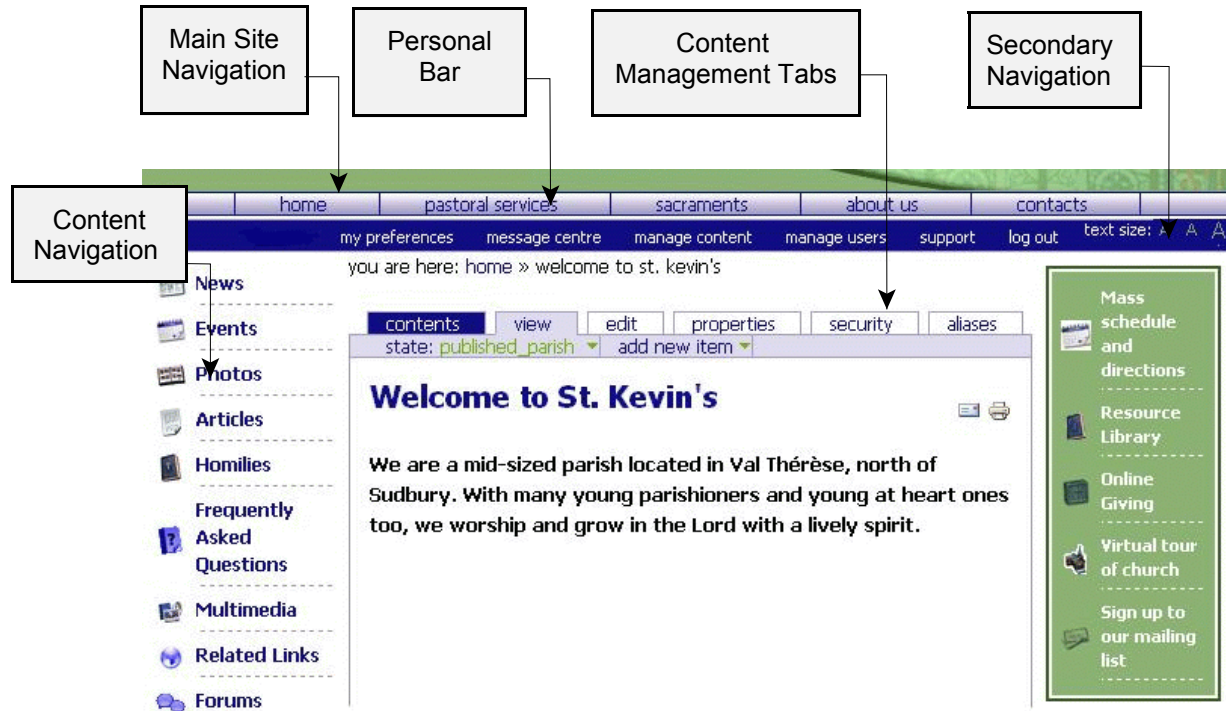 Main Site
Navigation
Personal
Bar
Content
Management Tabs
Secondary
Navigation
Content
Navigation
home
pastoral services
sacraments
about us
contacts
my preferences
message centre
manage content
manage users
support
log out
text size: A A A
you are here: home » welcome to st. kevin's
News
Events
Photos
Articles
Homilies
Frequently
Asked
Questions
Multimedia
Related Links
Forums
contents
view
edit
properties
security
aliases
state: published_parish
add new item
Welcome to St. Kevin's
We are a mid-sized parish located in Val Thérèse, north of
Sudbury. With many young parishioners and young at heart ones
too, we worship and grow in the Lord with a lively spirit.
Mass
schedule
and
directions
Resource
Library
Online
Giving
Virtual tour
of church
Sign up to
our mailing
list